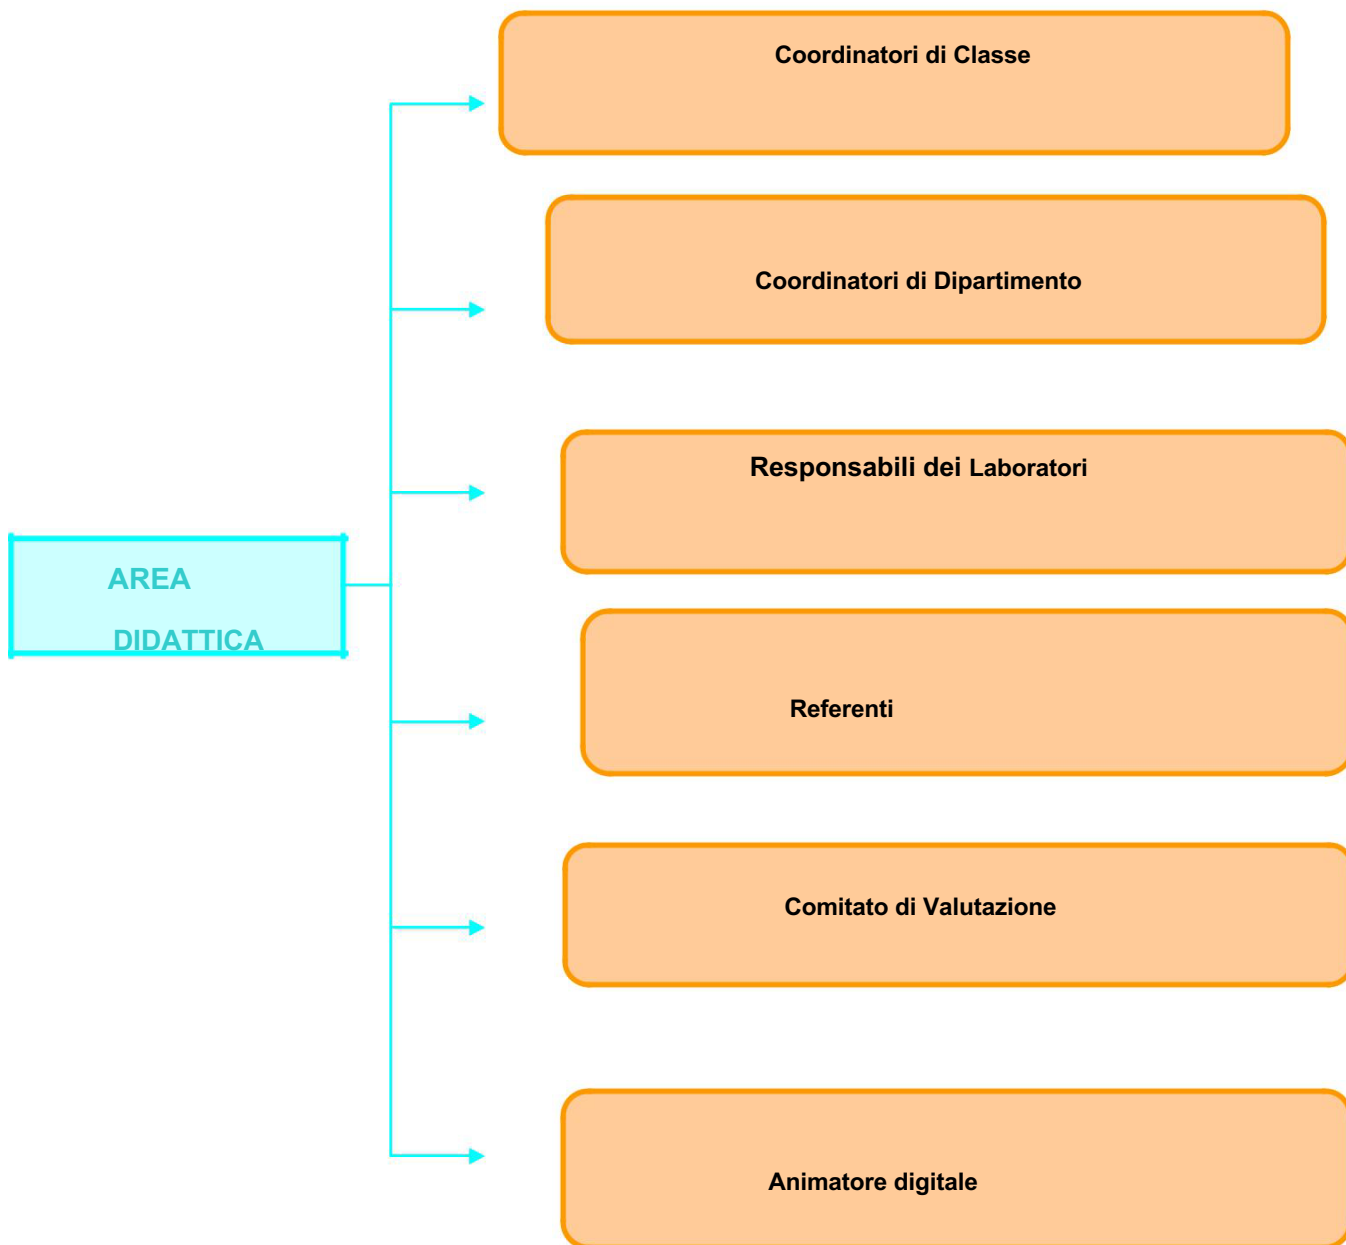 Coordinatori di Classe
Coordinatori di Dipartimento
Responsabili dei Laboratori
AREA
DIDATTICA
Referenti
Comitato di Valutazione
Animatore digitale